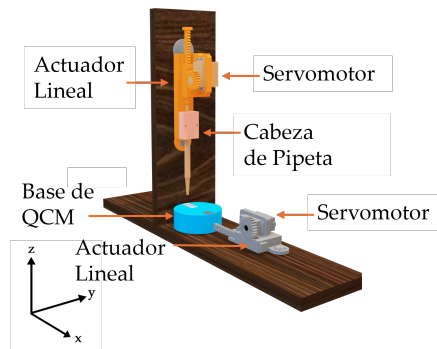 Actuador
Lineal
Servomotor
Cabeza
de Pipeta
Base de
QCM
Servomotor
Actuador
Lineal
z
y
x